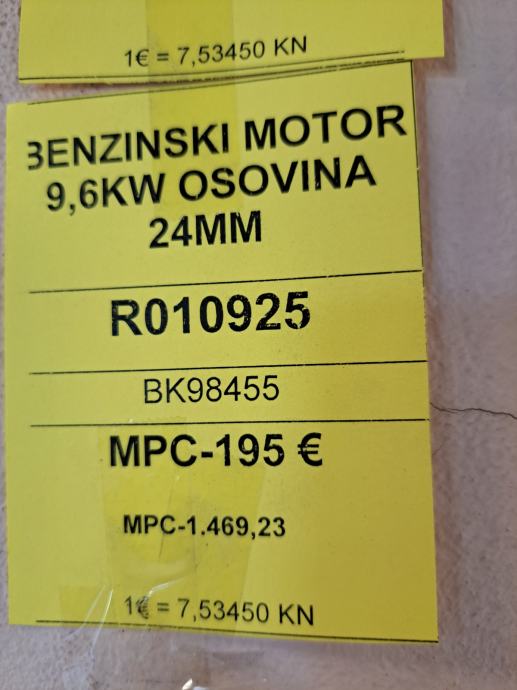 1€ = 7,53450 KN
BENZINSKI MOTOR
9,6KW OSOVINA
24MM
R010925
BK98455
MPC-195 €
MPC-1.469,23
1€ = 7,53450 KN